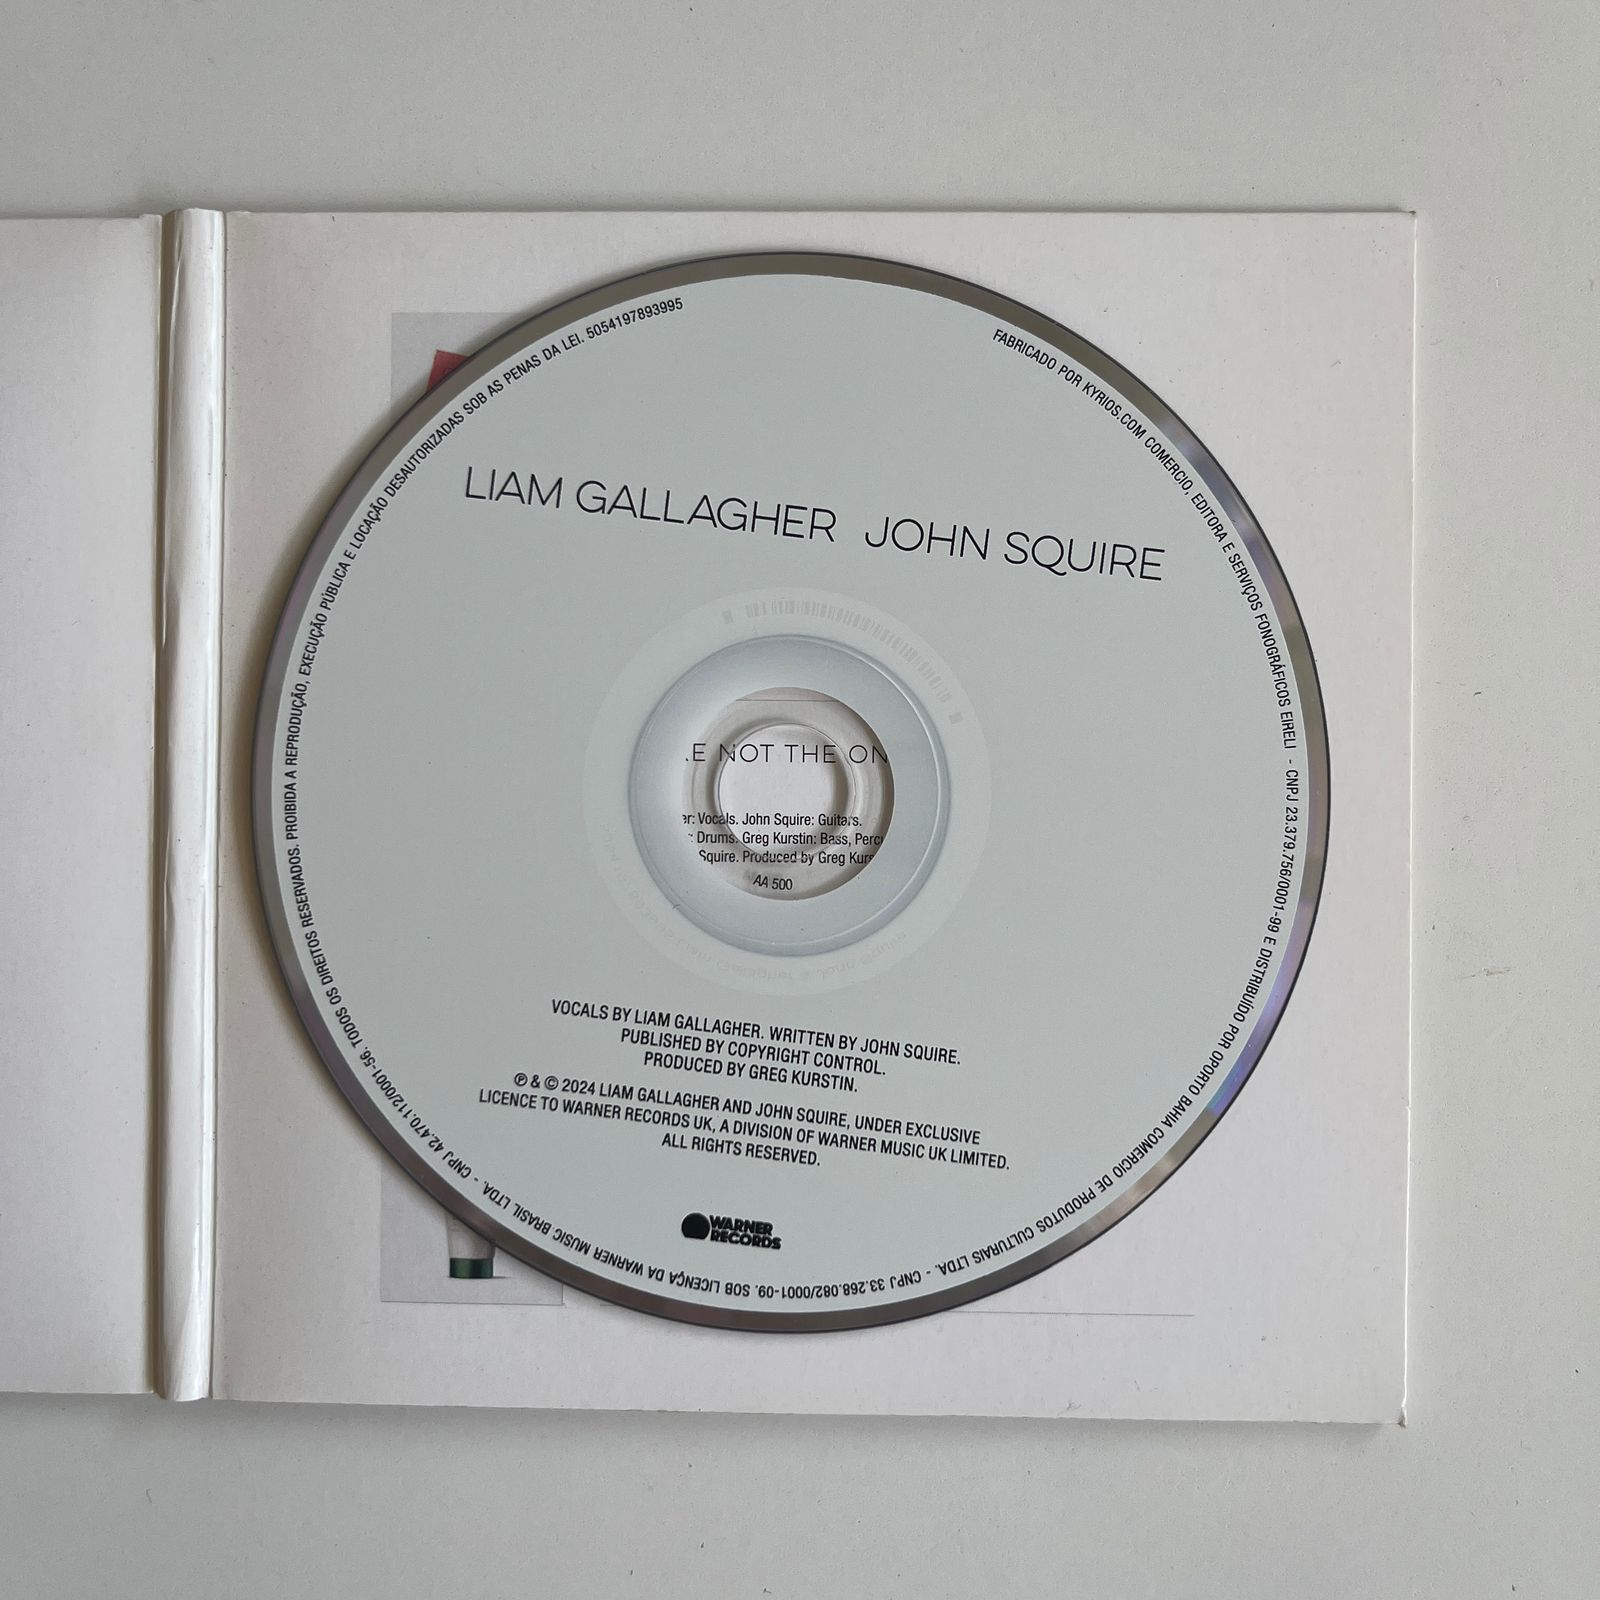 LIAM GALLAGHER JOHN SQUIRE
NOT THE
Vocals. John Squire: Guitars.
Drums. Greg Kurstin: Bass,
Squire. Produced by Greg
AA 500
VOCALS BY LIAM GALLAGHER. WRITTEN BY JOHN SQUIRE.
PUBLISHED BY COPYRIGHT CONTROL.
PRODUCED BY GREG KURSTIN.
℗ & © 2024 LIAM GALLAGHER AND JOHN SQUIRE, UNDER EXCLUSIVE
LICENCE TO WARNER RECORDS UK, A DIVISION OF WARNER MUSIC UK LIMITED.
ALL RIGHTS RESERVED.
WARNER
RECORDS
FABRICADO POR KYRIOS.COM COMERCIO, EDITORA E SERVIÇOS FONOGRÁFICOS EIRELI - CNPJ 23.379.756/0001-99 E DISTRIBUÍDO POR OPORTO BAHIA COMERCIO DE PRODUTOS CULTURAIS LTDA. - CNPJ 33.268.082/0001-09. SOB LICENÇA DA WARNER MUSIC BRASIL LTDA. - CNPJ 42.470.112/0001-56. TODOS OS DIREITOS RESERVADOS. PROIBIDA A REPRODUÇÃO, EXECUÇÃO PÚBLICA E LOCAÇÃO DESAUTORIZADAS SOB AS PENAS DA LEI. 5054197893995